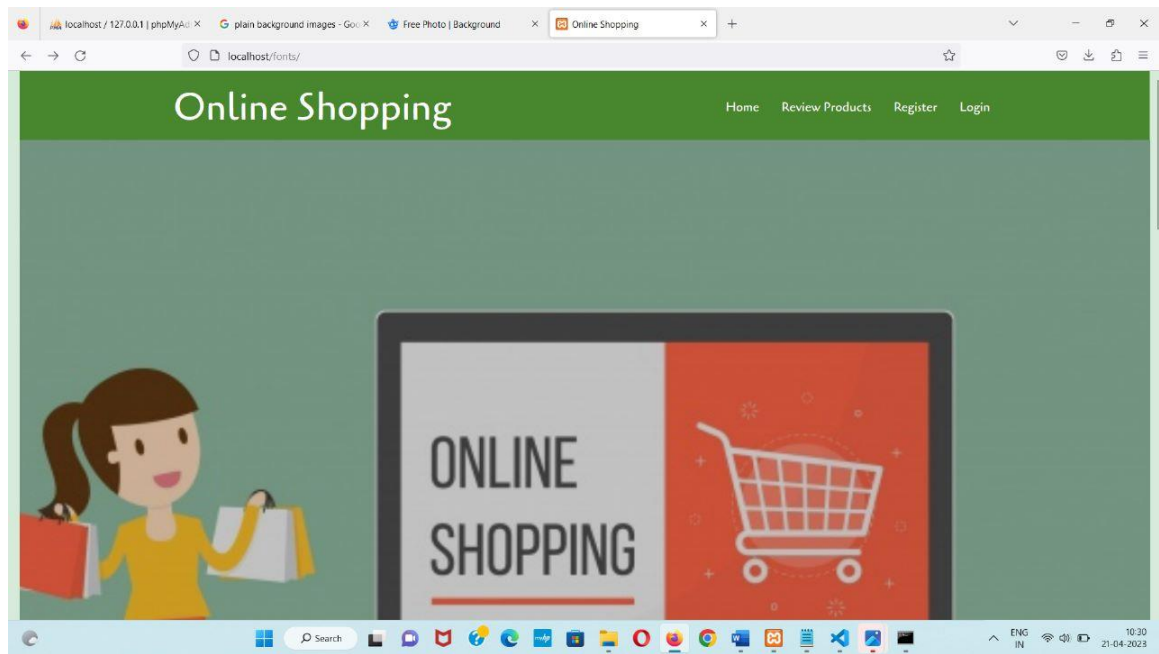 localhost / 127.0.0.1 | phpMyAd
plain background images - Goo
Free Photo | Background
Online Shopping
localhost/fonts/
Online Shopping
Home Review Products Register Login
ONLINE
SHOPPING
Search
ENG
IN
10:30
21-04-2023